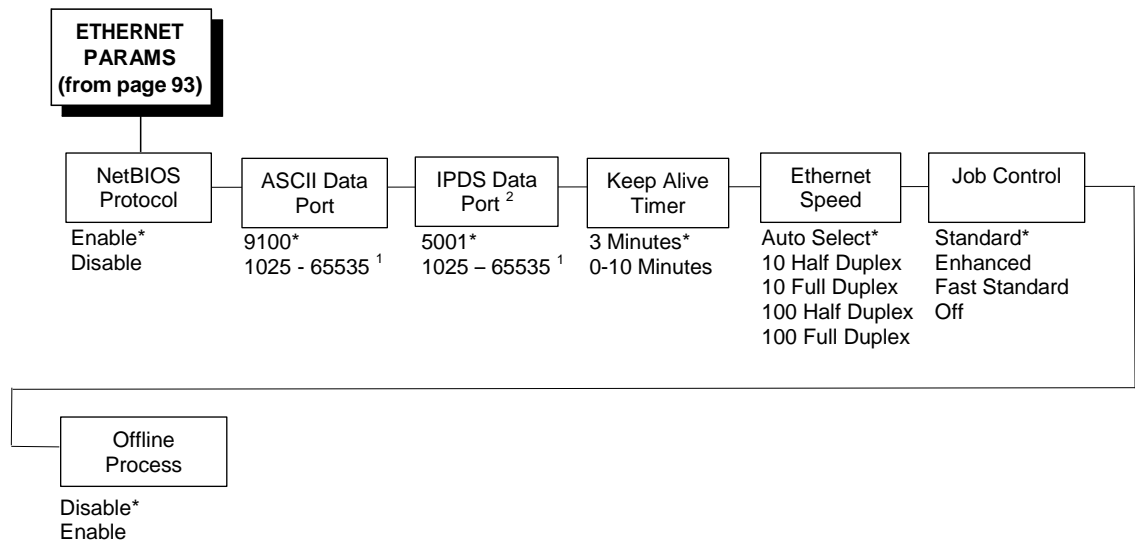 ETHERNET
PARAMS
(from page 93)
NetBIOS
Protocol
Enable*
Disable
ASCII Data
Port
9100*
1025 - 65535 1
IPDS Data
Port 2
5001*
1025 – 65535 1
Keep Alive
Timer
3 Minutes*
0-10 Minutes
Ethernet
Speed
Auto Select*
10 Half Duplex
10 Full Duplex
100 Half Duplex
100 Full Duplex
Job Control
Standard*
Enhanced
Fast Standard
Off
Offline
Process
Disable*
Enable